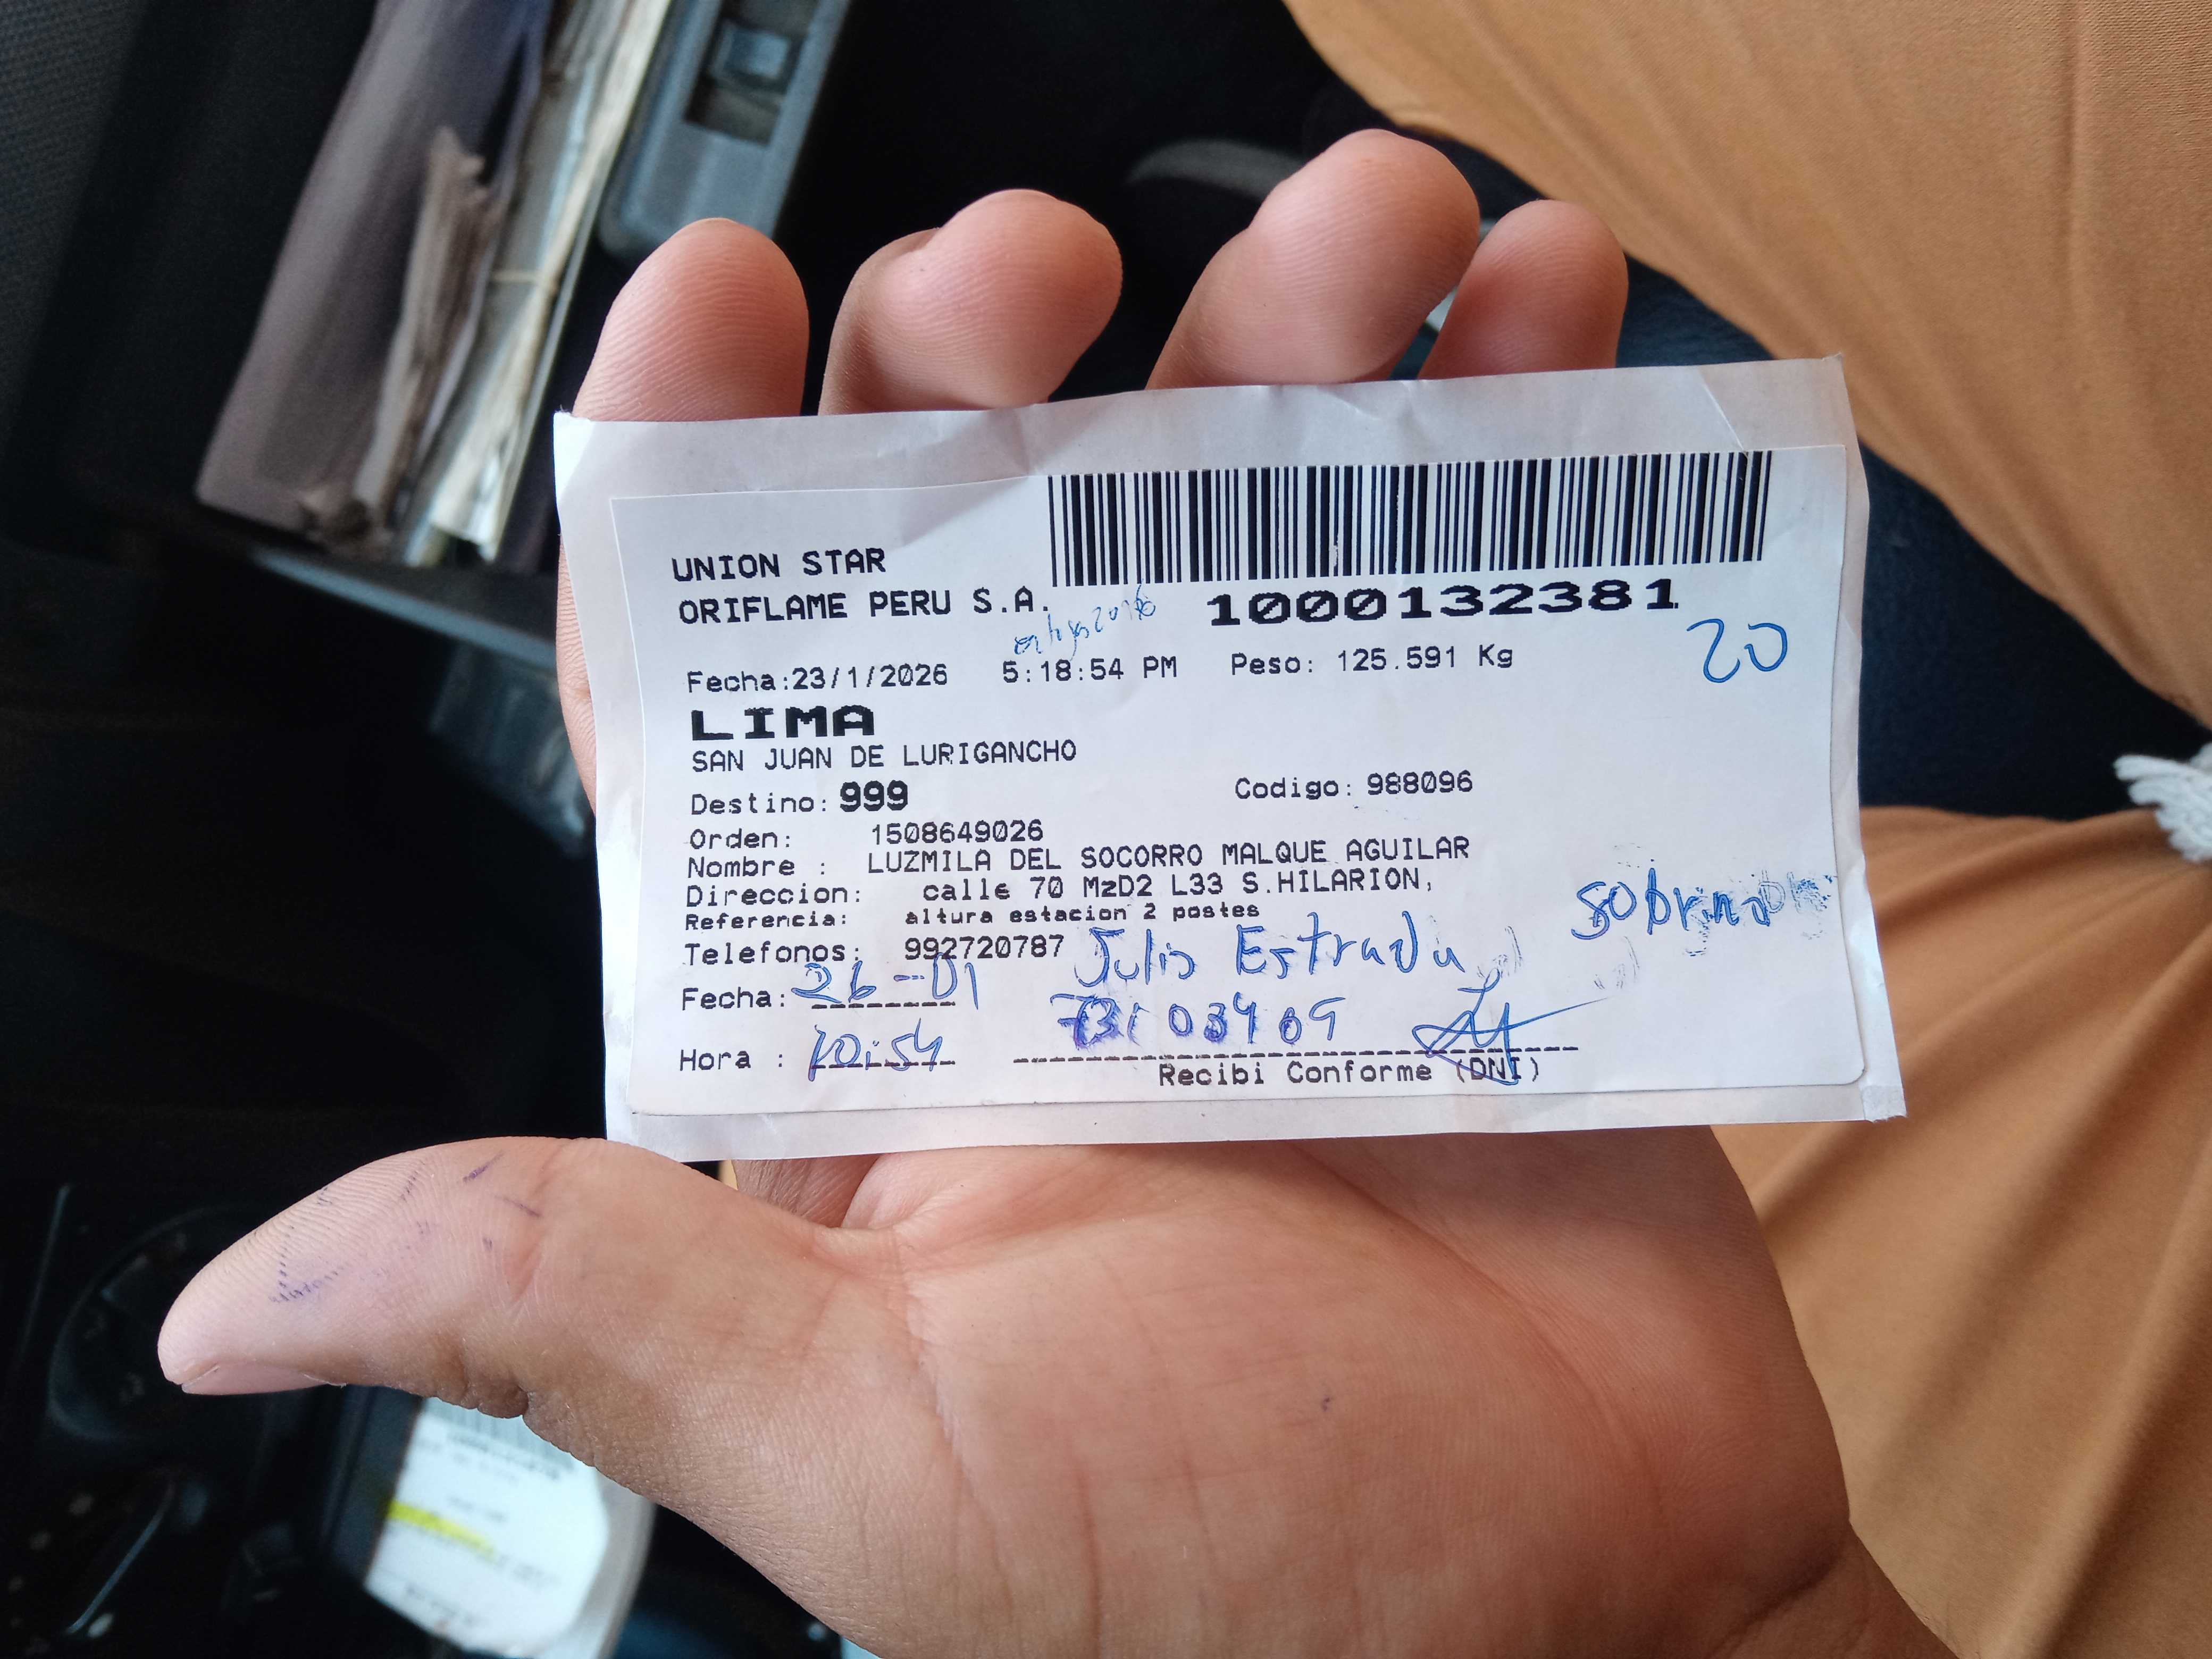 UNION STAR
ORIFLAME PERU S.A.
1000132381
20
Fecha:23/1/2026 5:18:54 PM Peso: 125.591 Kg
LIMA
SAN JUAN DE LURIGANCHO
Destino: 999 Codigo: 988096
Orden: 1508649026
Nombre : LUZMILA DEL SOCORRO MALQUE AGUILAR
Direccion: calle 70 MzD2 L33 S.HILARION,
Referencia: altura estacion 2 postes
Sobrino
Telefonos: 992720787 Julio Estrada
Fecha: 26-01
Hora : 10:54
Recibi Conforme (DNI)